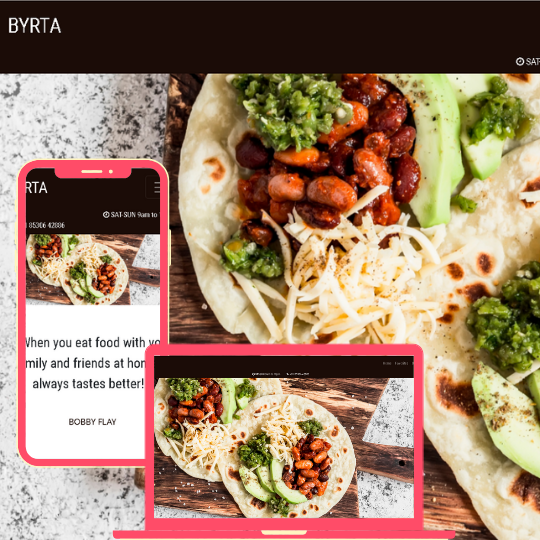 BYRTA
SAT-
RTA
SAT-SUN 9am to
85306 42886
When you eat food with yo
mily and friends at hom
always tastes better!
BOBBY FLAY